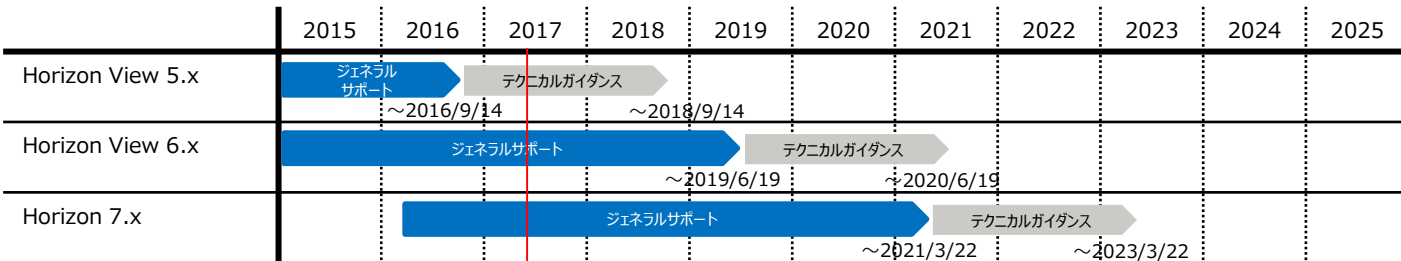 2015 2016 2017 2018 2019 2020 2021 2022 2023 2024 2025
Horizon View 5.x
ジェネラル
サポート
テクニカルガイダンス
～2016/9/14
～2018/9/14
Horizon View 6.x
ジェネラルサポート
テクニカルガイダンス
～2019/6/19
～2020/6/19
Horizon 7.x
ジェネラルサポート
テクニカルガイダンス
～2021/3/22
～2023/3/22